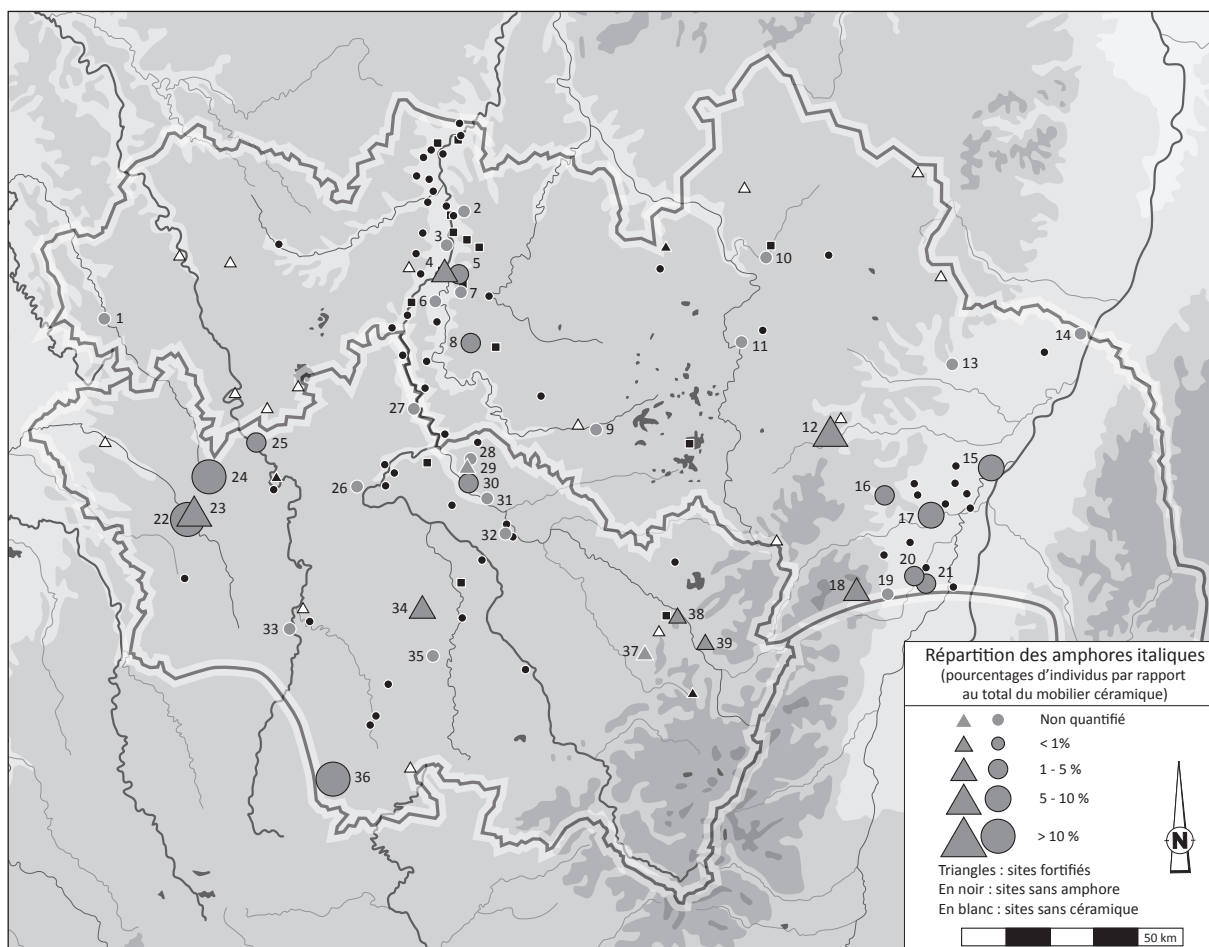 2
3
4 5
10
6 7
1
14
8
11
13
27
12
9
25
28
29
15
24
30
16
26
31
23
17
22
32
20 21
18 19
34
38
33
35
37 39
36
Répartition des amphores italiques
(pourcentages d'individus par rapport
au total du mobilier céramique)
Non quantifié
< 1%
1 - 5 %
5 - 10 %
> 10 %
Triangles : sites fortifiés
En noir : sites sans amphore
En blanc : sites sans céramique
N
50 km